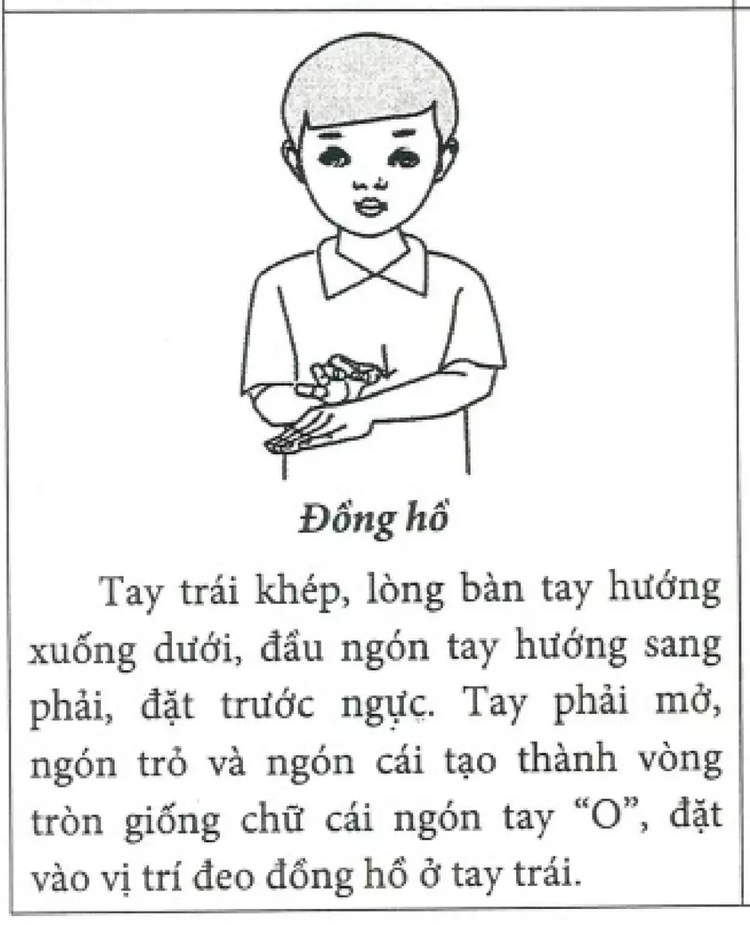 Đồng hồ
Tay trái khép, lòng bàn tay hướng
xuống dưới, đầu ngón tay hướng sang
phải, đặt trước ngực. Tay phải mở,
ngón trỏ và ngón cái tạo thành vòng
tròn giống chữ cái ngón tay “O”, đặt
vào vị trí đeo đồng hồ ở tay trái.